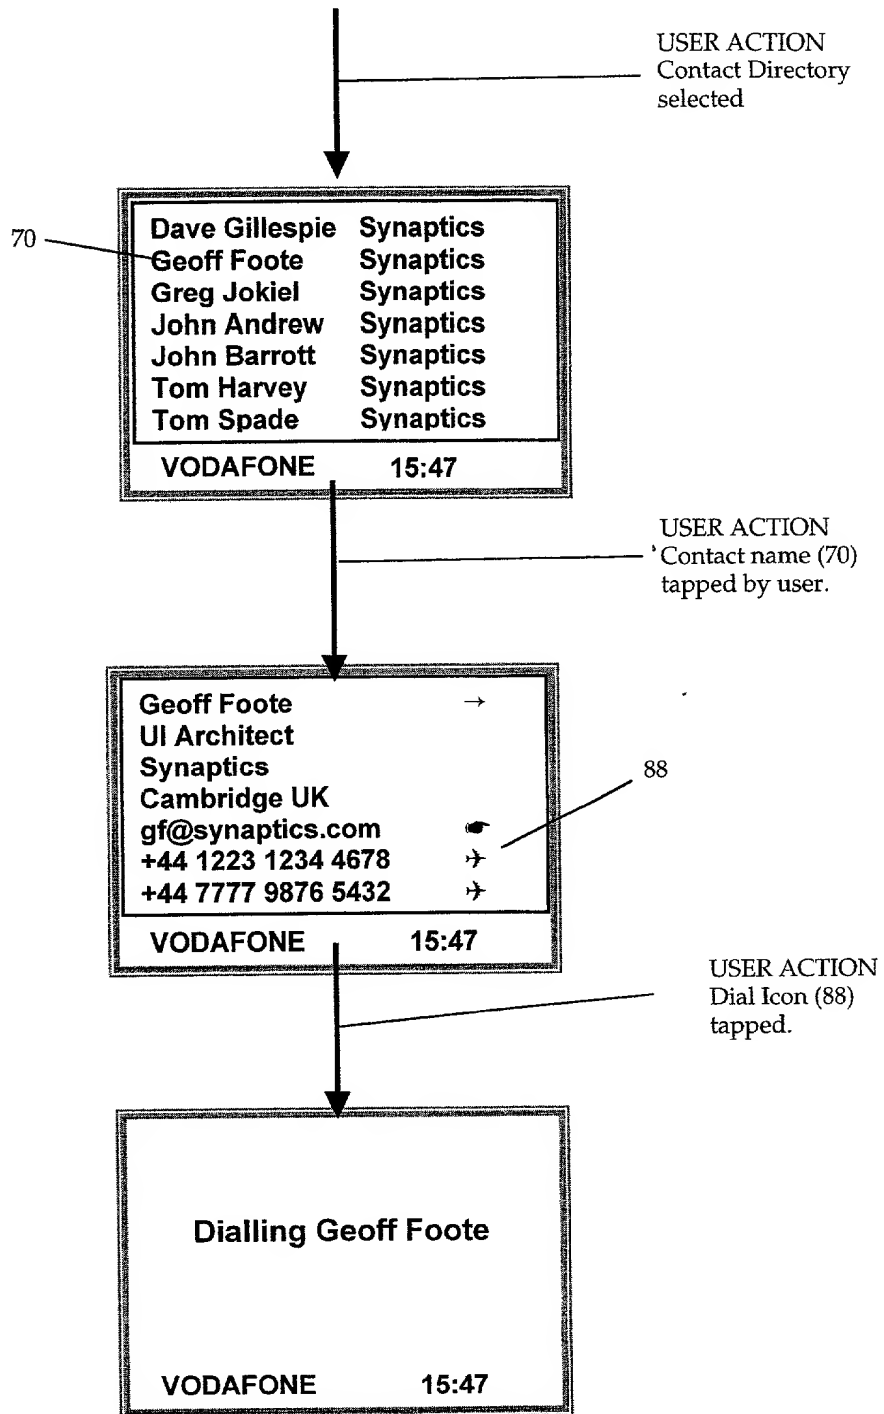 USER ACTION
Contact Directory
selected
70
Dave Gillespie Synaptics
Geoff Foote Synaptics
Greg Jokiel Synaptics
John Andrew Synaptics
John Barrott Synaptics
Tom Harvey Synaptics
Tom Spade Synaptics
VODAFONE 15:47
USER ACTION
Contact name (70)
tapped by user.
Geoff Foote →
UI Architect
Synaptics
Cambridge UK
gf@synaptics.com ☛
+44 1223 1234 4678 ✈
+44 7777 9876 5432 ✈
88
VODAFONE 15:47
USER ACTION
Dial Icon (88)
tapped.
Dialling Geoff Foote
VODAFONE 15:47